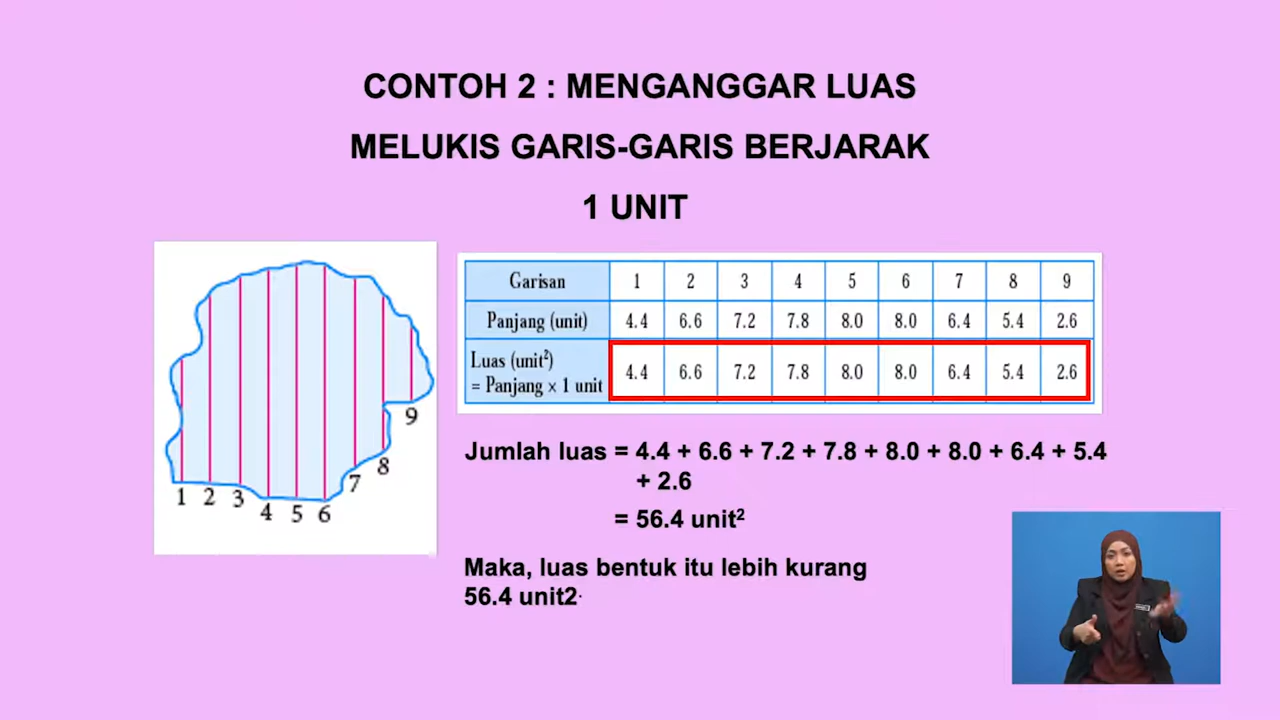 CONTOH 2 : MENGANGGAR LUAS
MELUKIS GARIS-GARIS BERJARAK
1 UNIT
1 2 3 4 5 6 7 8 9
Garisan 1 2 3 4 5 6 7 8 9
Panjang (unit) 4.4 6.6 7.2 7.8 8.0 8.0 6.4 5.4 2.6
Luas (unit²)
= Panjang × 1 unit 4.4 6.6 7.2 7.8 8.0 8.0 6.4 5.4 2.6
Jumlah luas = 4.4 + 6.6 + 7.2 + 7.8 + 8.0 + 8.0 + 6.4 + 5.4
+ 2.6
= 56.4 unit²
Maka, luas bentuk itu lebih kurang
56.4 unit2.